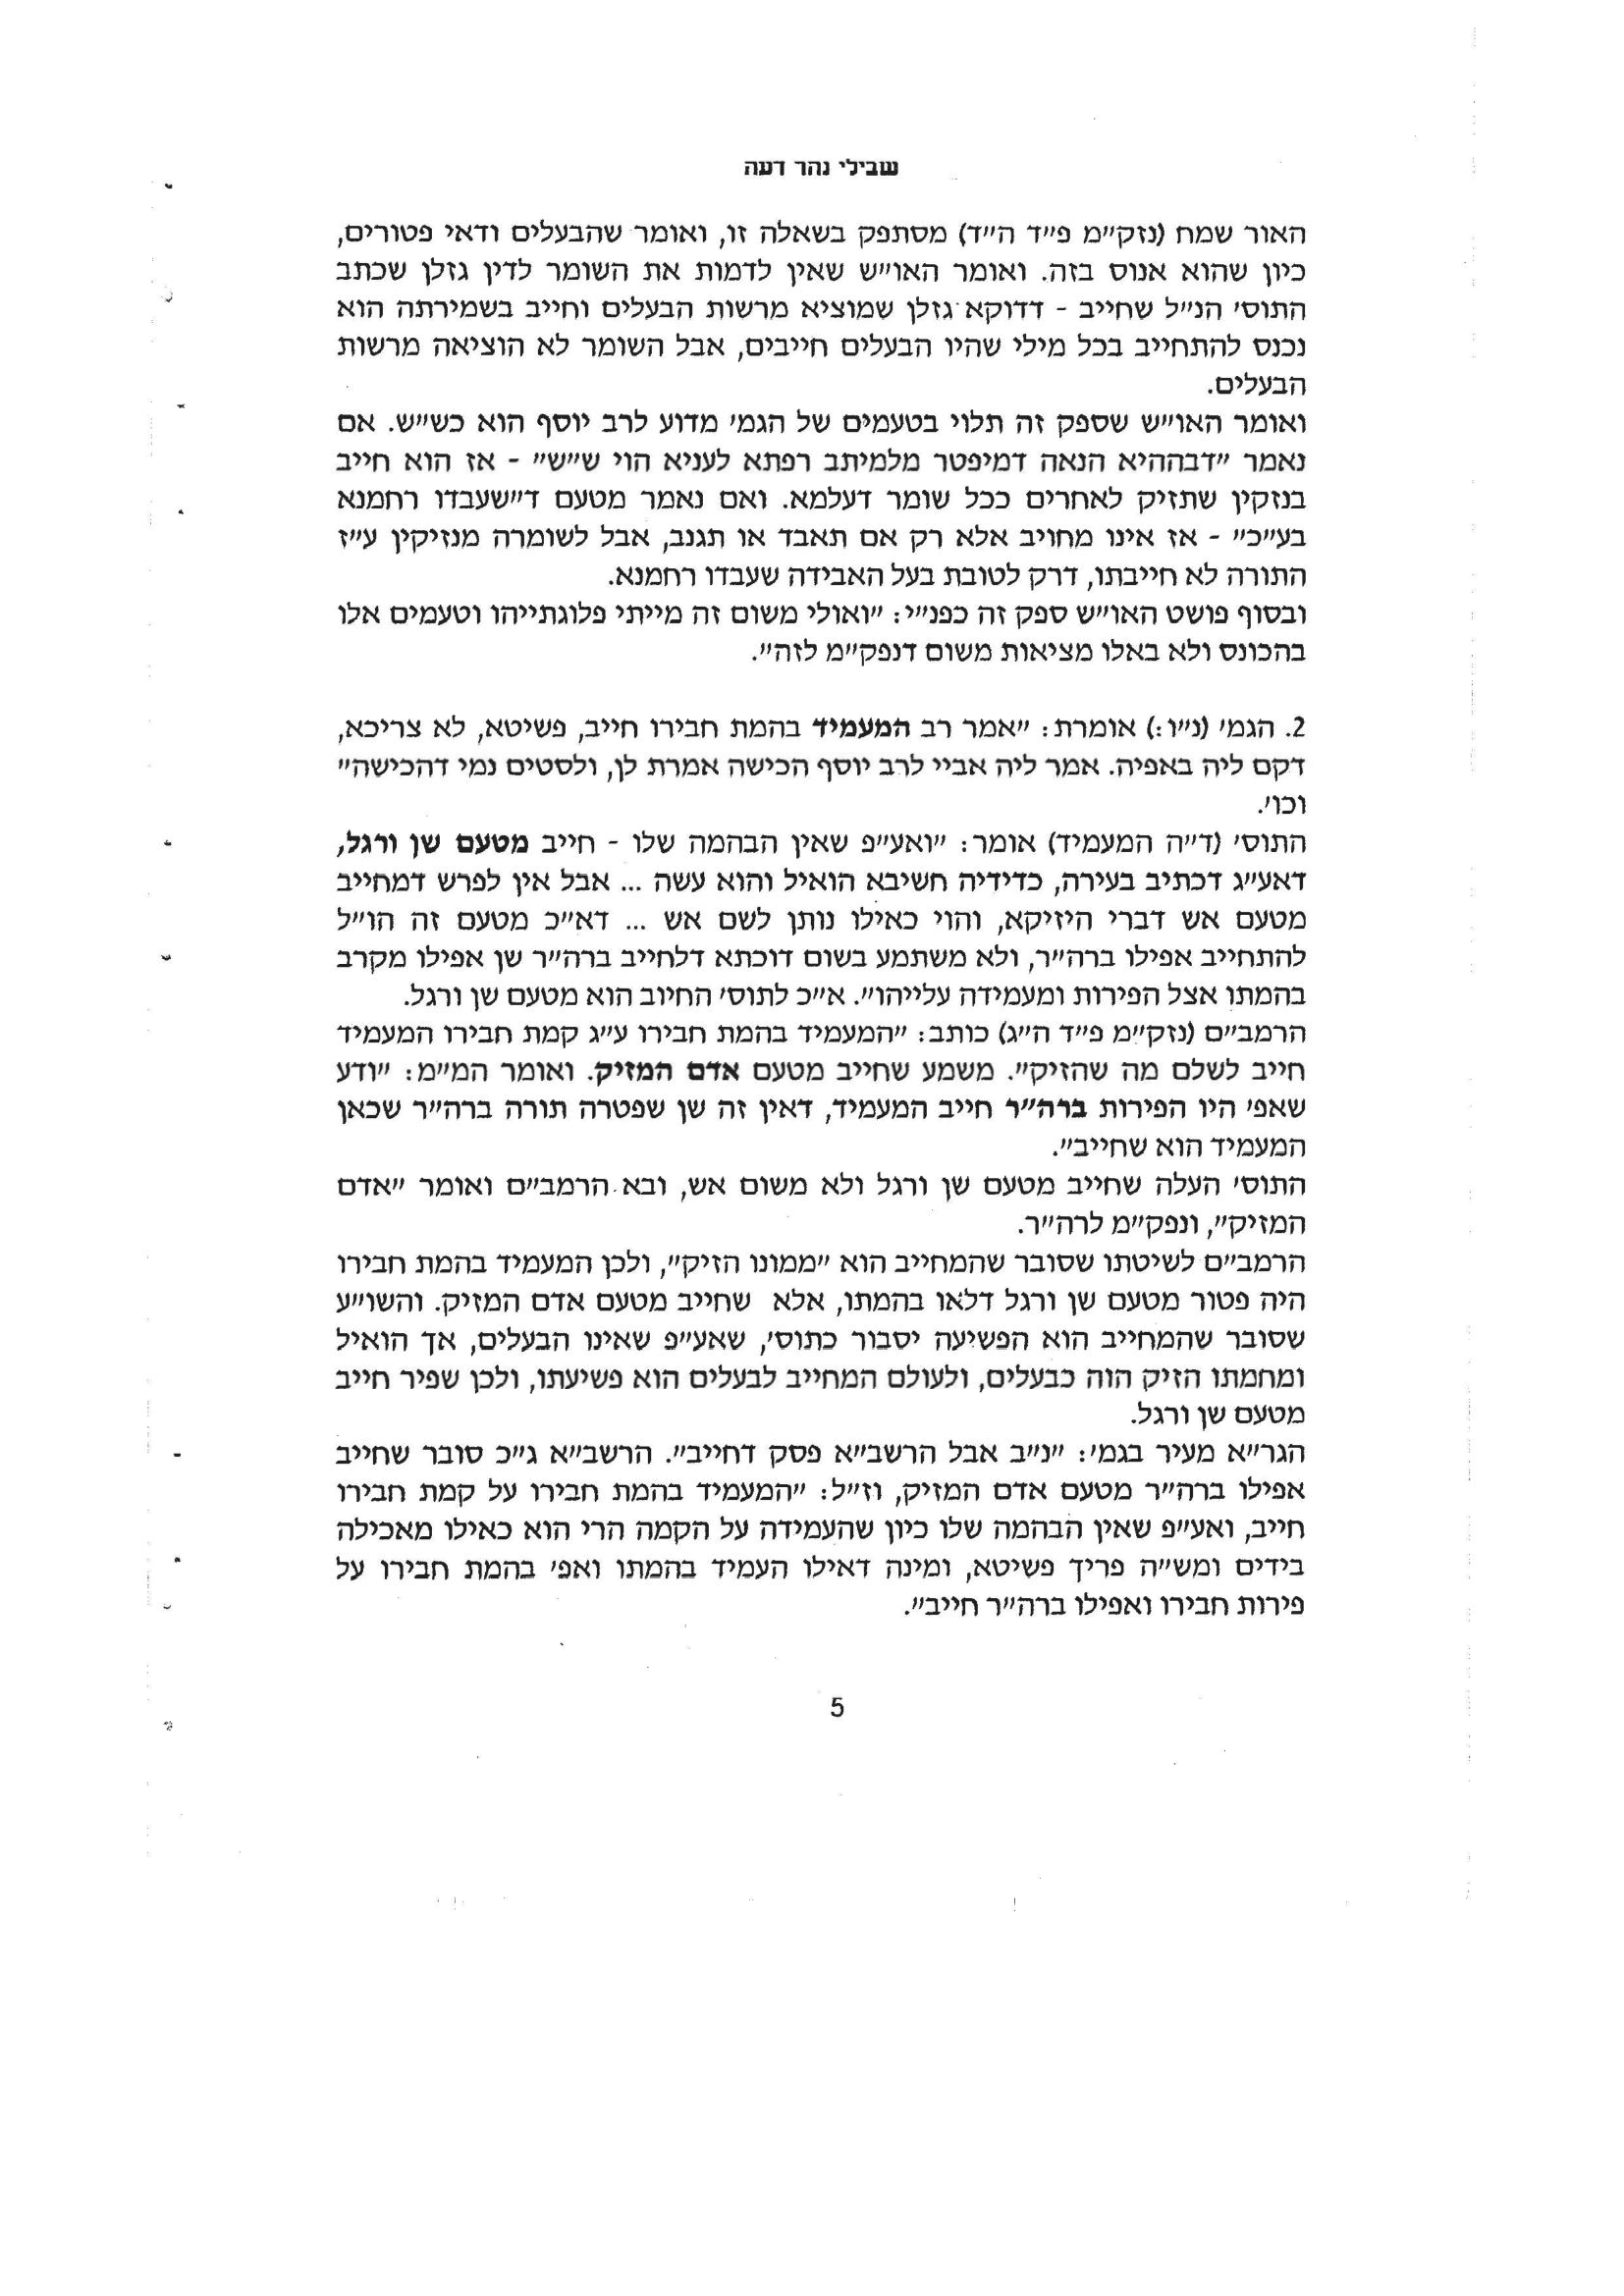 שבילי נהר דעה
האור שמח (נזק״מ פ״ד ה״ד) מסתפק בשאלה זו, ואומר שהבעלים ודאי פטורים,
כיון שהוא אנוס בזה. ואומר האו״ש שאין לדמות את השומר לדין גזלן שכתב
התוס׳ הנ״ל שחייב - דדוקא גזלן שמוציא מרשות הבעלים וחייב בשמירתה הוא
נכנס להתחייב בכל מילי שהיו הבעלים חייבים, אבל השומר לא הוציאה מרשות
הבעלים.
ואומר האו״ש שספק זה תלוי בטעמים של הגמ׳ מדוע לרב יוסף הוא כש״ש. אם
נאמר ״דבההיא הנאה דמיפטר מלמיתב רפתא לעניא הוי ש״ש״ - אז הוא חייב
בנזקין שתזיק לאחרים ככל שומר דעלמא. ואם נאמר מטעם ד״שעבדו רחמנא
בע״כ״ - אז אינו מחויב אלא רק אם תאבד או תגנב, אבל לשומרה מנזיקין ע״ז
התורה לא חייבתו, דרק לטובת בעל האבידה שעבדו רחמנא.
ובסוף פושט האו״ש ספק זה כפנ״י: ״ואולי משום זה מייתי פלוגתייהו וטעמים אלו
בהכונס ולא באלו מציאות משום דנפק״מ לזה״.
2. הגמ׳ (נ״ו:) אומרת: ״אמר רב המעמיד בהמת חבירו חייב, פשיטא, לא צריכא,
דקם ליה באפיה. אמר ליה אביי לרב יוסף הכישה אמרת לן, ולסטים נמי דהכישה״
וכו׳.
התוס׳ (ד״ה המעמיד) אומר: ״ואע״פ שאין הבהמה שלו - חייב מטעם שן ורגל,
דאע״ג דכתיב בעירה, כדידיה חשיבא הואיל והוא עשה ... אבל אין לפרש דמחייב
מטעם אש דברי היזיקא, והוי כאילו נותן לשם אש ... דא״כ מטעם זה הו״ל
להתחייב אפילו ברה״ר, ולא משתמע בשום דוכתא דלחייב ברה״ר שן אפילו מקרב
בהמתו אצל הפירות ומעמידה עלייהו״. א״כ לתוס׳ החיוב הוא מטעם שן ורגל.
הרמב״ם (נזק״מ פ״ד ה״ג) כותב: ״המעמיד בהמת חבירו ע״ג קמת חבירו המעמיד
חייב לשלם מה שהזיק״. משמע שחייב מטעם אדם המזיק. ואומר המ״מ: ״ודע
שאפ׳ היו הפירות ברה״ר חייב המעמיד, דאין זה שן שפטרה תורה ברה״ר שכאן
המעמיד הוא שחייב״.
התוס׳ העלה שחייב מטעם שן ורגל ולא משום אש, ובא הרמב״ם ואומר ״אדם
המזיק״, ונפק״מ לרה״ר.
הרמב״ם לשיטתו שסובר שהמחייב הוא ״ממונו הזיק״, ולכן המעמיד בהמת חבירו
היה פטור מטעם שן ורגל דלאו בהמתו, אלא שחייב מטעם אדם המזיק. והשו״ע
שסובר שהמחייב הוא הפשיעה יסבור כתוס׳, שאע״פ שאינו הבעלים, אך הואיל
ומחמתו הזיק הוה כבעלים, ולעולם המחייב לבעלים הוא פשיעתו, ולכן שפיר חייב
מטעם שן ורגל.
הגר״א מעיר בגמ׳: ״נ״ב אבל הרשב״א פסק דחייב״. הרשב״א ג״כ סובר שחייב
אפילו ברה״ר מטעם אדם המזיק, וז״ל: ״המעמיד בהמת חבירו על קמת חבירו
חייב, ואע״פ שאין הבהמה שלו כיון שהעמידה על הקמה הרי הוא כאילו מאכילה
בידים ומש״ה פריך פשיטא, ומינה דאילו העמיד בהמתו ואפ׳ בהמת חבירו על
פירות חבירו ואפילו ברה״ר חייב״.
5